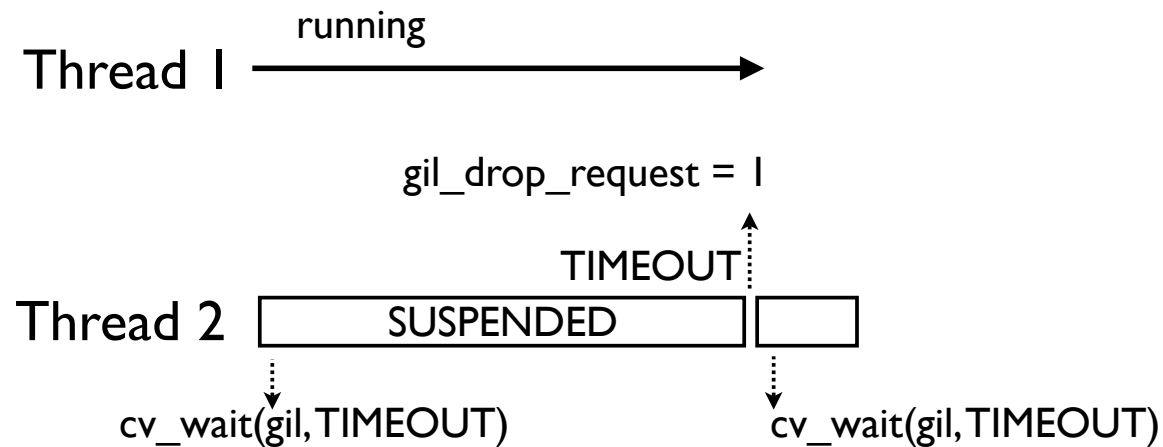 running
Thread 1
gil_drop_request = 1
TIMEOUT
Thread 2
SUSPENDED
cv_wait(gil,TIMEOUT)
cv_wait(gil,TIMEOUT)